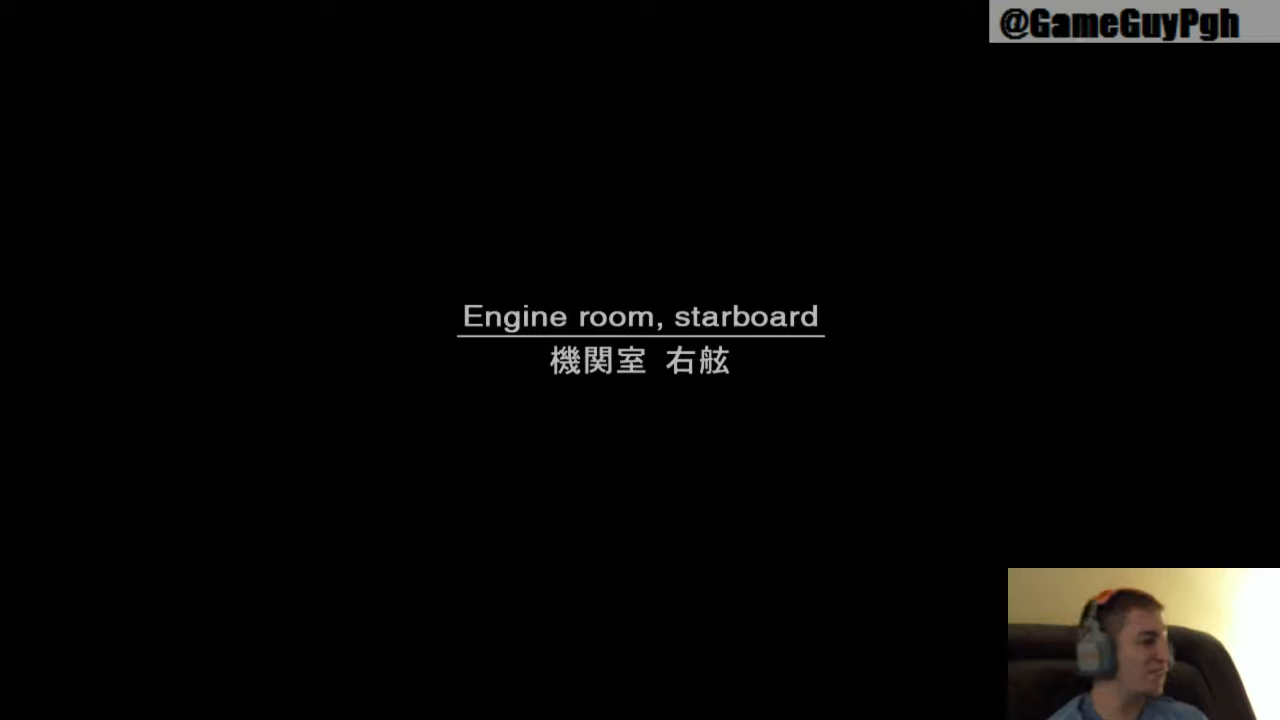 @GameGuyPgh
Engine room, starboard
機関室 右舷